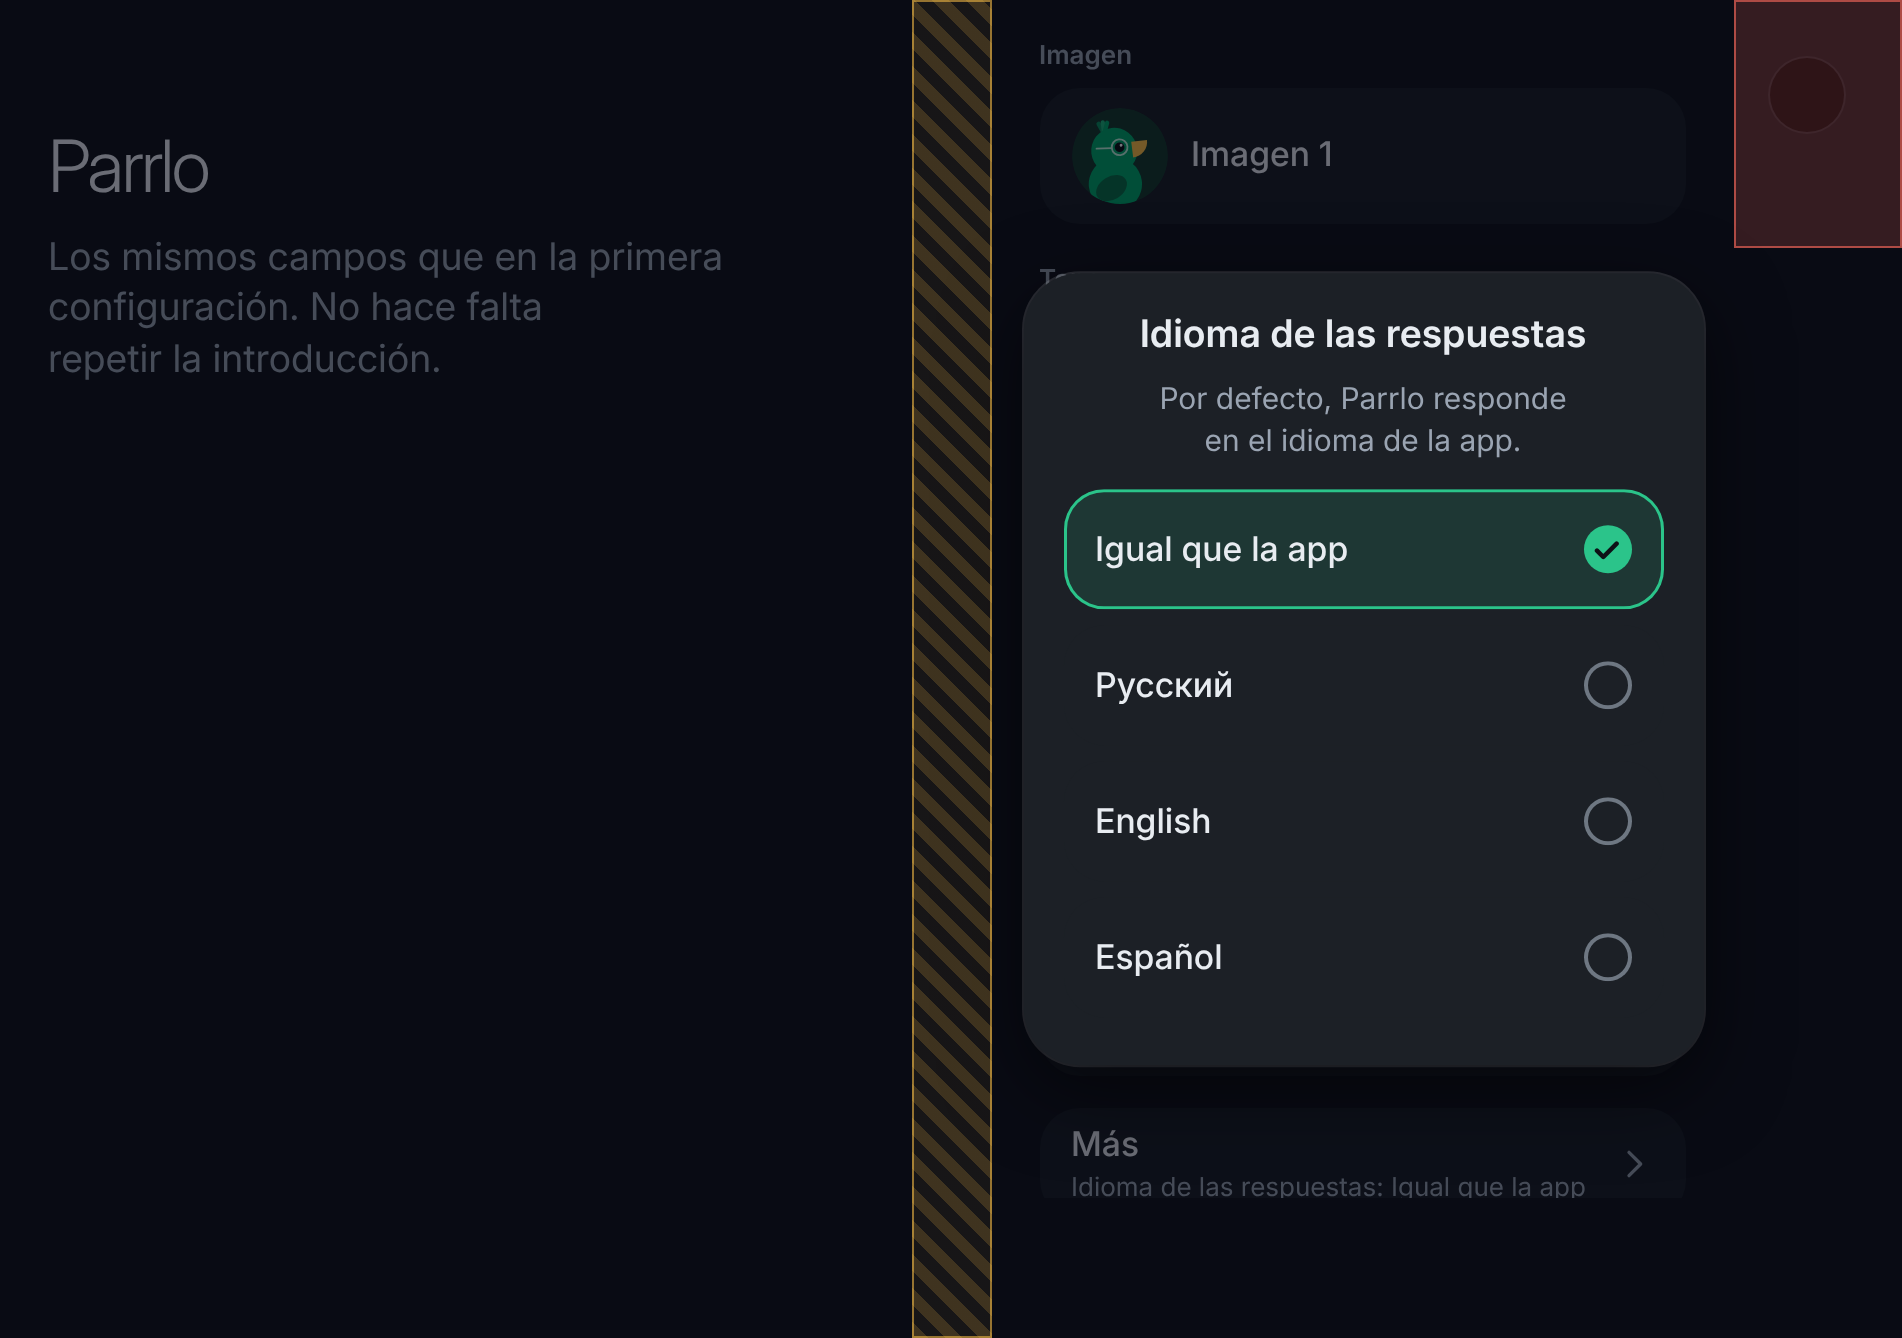 Parrlo
Los mismos campos que en la primera
configuración. No hace falta
repetir la introducción.
Imagen
Imagen 1
Idioma de las respuestas
Por defecto, Parrlo responde
en el idioma de la app.
Igual que la app
Русский
English
Español
Más
Idioma de las respuestas: Igual que la app